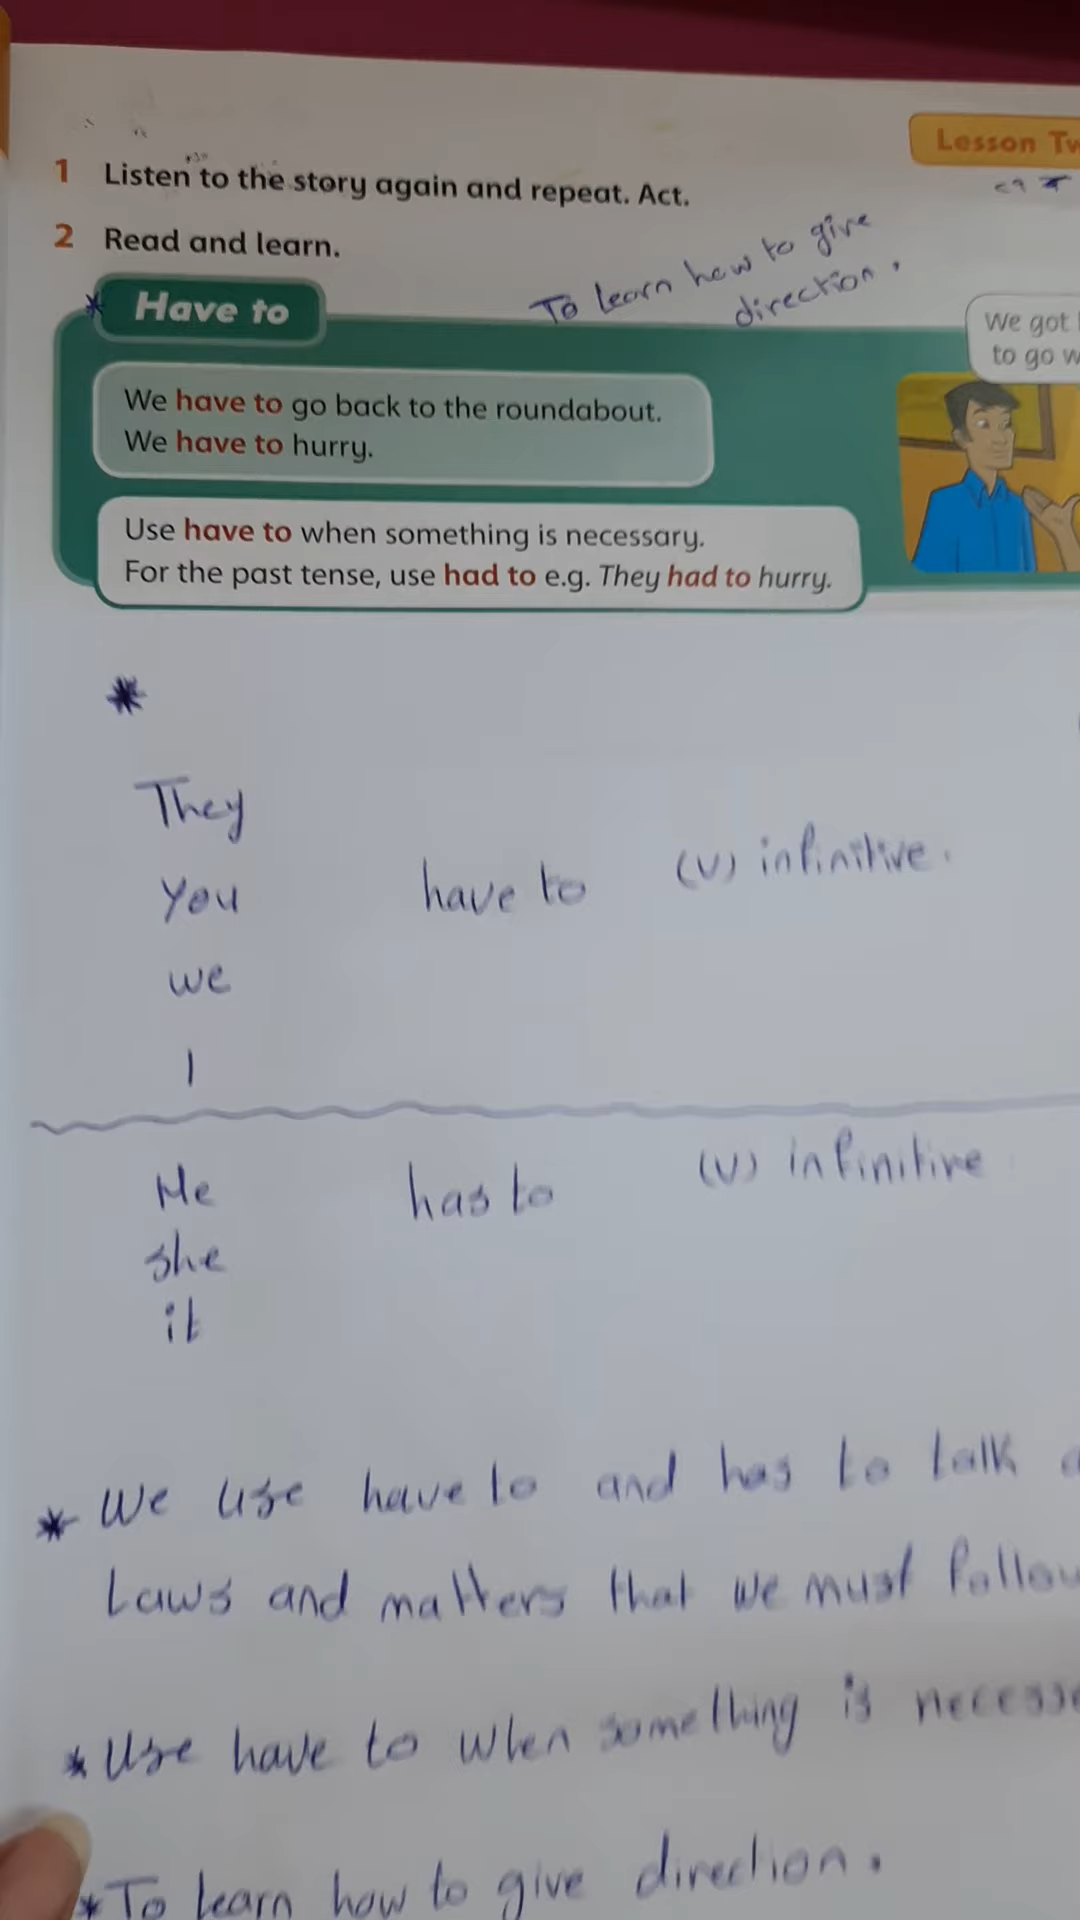 Lesson
1 Listen to the story again and repeat. Act.
2 Read and learn.
To learn how to give
direction.
* Have to
We got
to go
We have to go back to the roundabout.
We have to hurry.
Use have to when something is necessary.
For the past tense, use had to e.g. They had to hurry.
*
They
You
we
I
have to (v) infinitive.
He has to (v) infinitive
she
it
* We use have to and has to talk
Laws and matters that we must
* Use have to when something is
* To learn how to give direction.